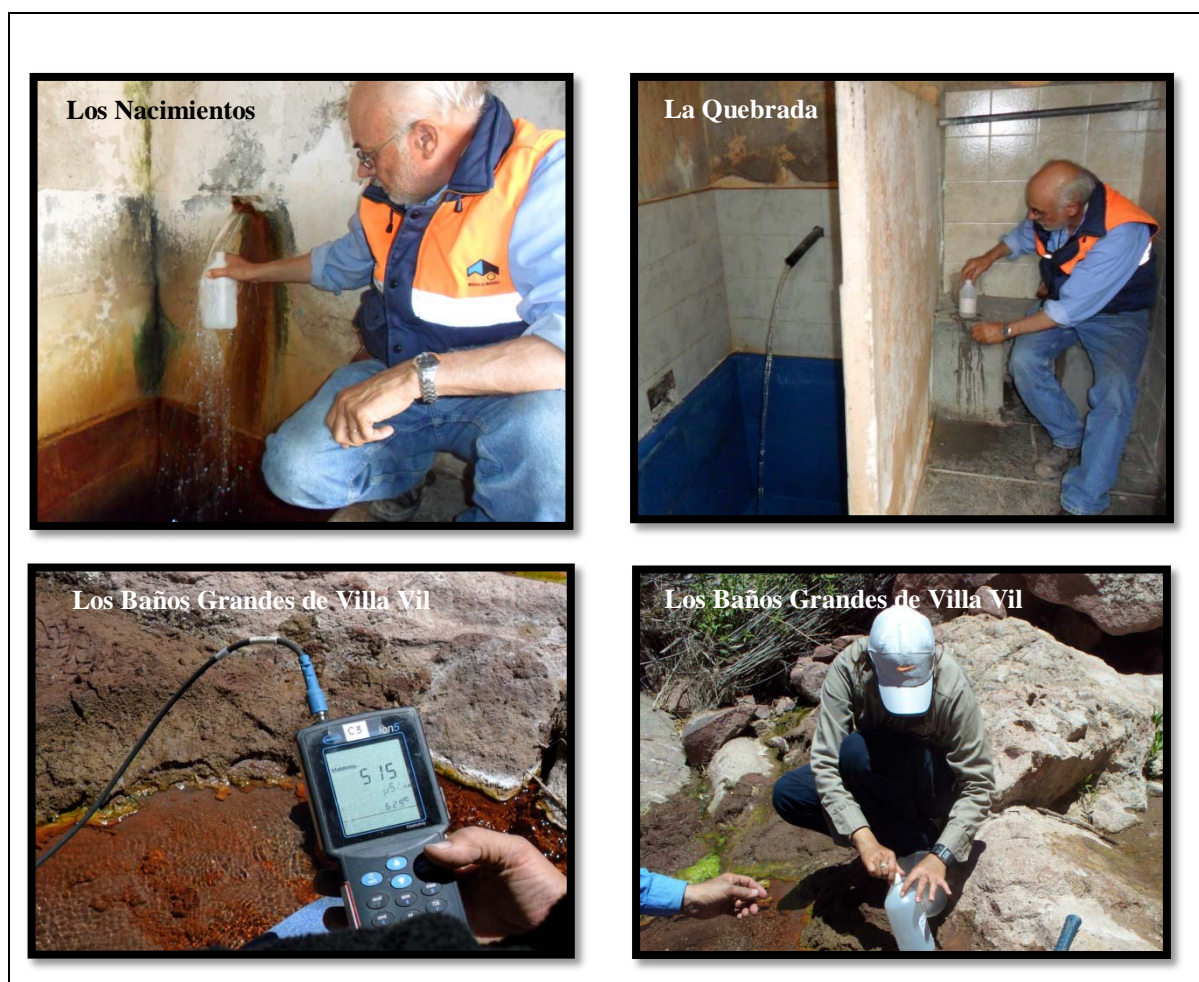 Los Nacimientos
La Quebrada
Los Baños Grandes de Villa Vil
C3
ion5
515
µS
Los Baños Grandes de Villa Vil